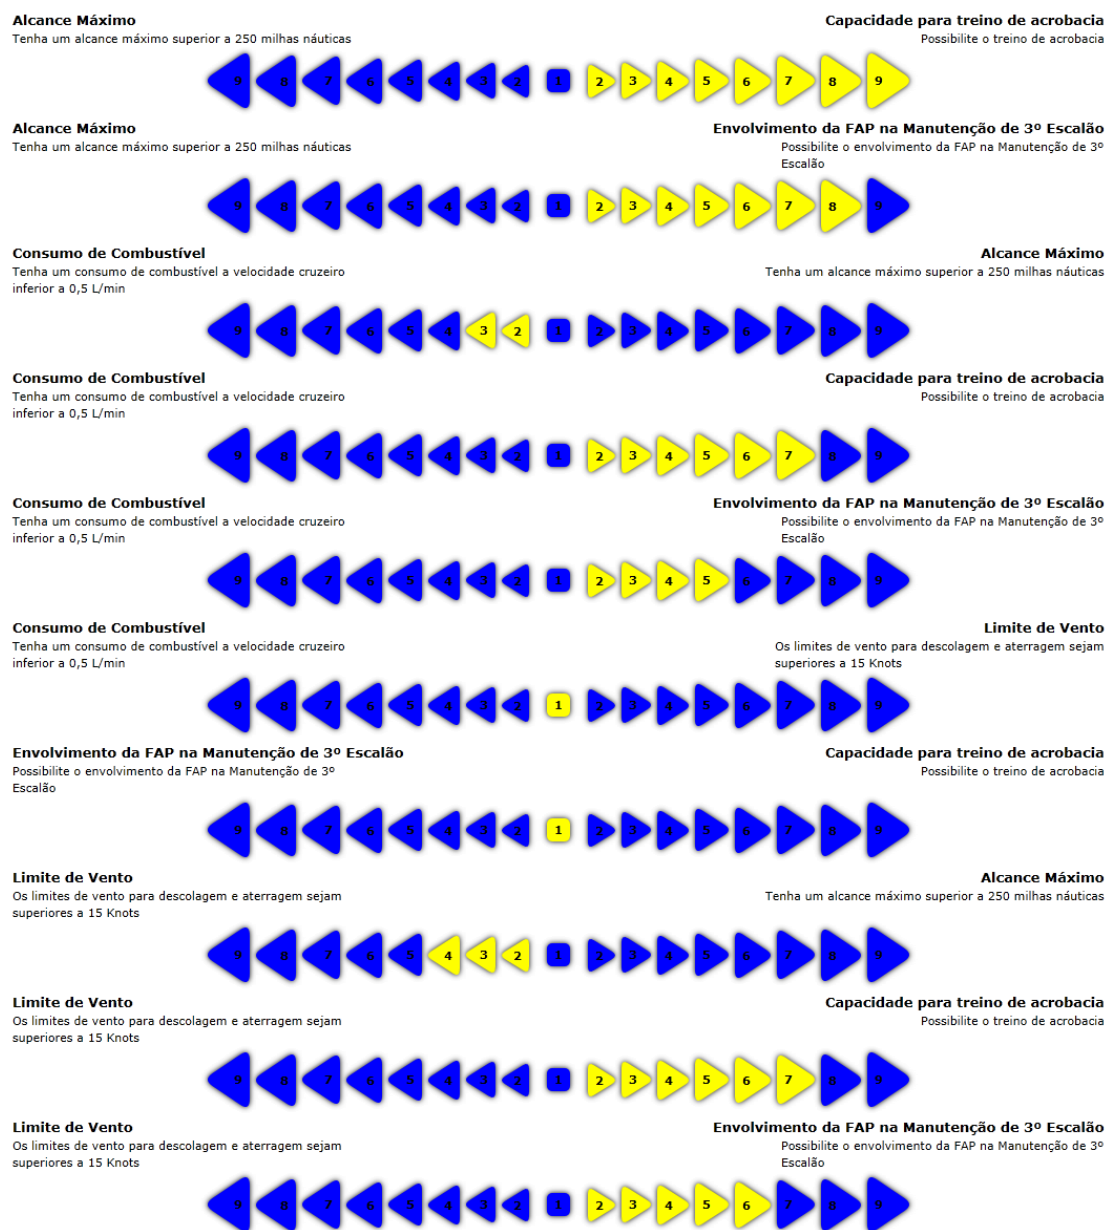 Alcance Máximo Capacidade para treino de acrobacia
Tenha um alcance máximo superior a 250 milhas náuticas Possibilite o treino de acrobacia
9 8 7 6 5 4 3 2 1 2 3 4 5 6 7 8 9
Alcance Máximo Envolvimento da FAP na Manutenção de 3º Escalão
Tenha um alcance máximo superior a 250 milhas náuticas Possibilite o envolvimento da FAP na Manutenção de 3º
Escalão
9 8 7 6 5 4 3 2 1 2 3 4 5 6 7 8 9
Consumo de Combustível Alcance Máximo
Tenha um consumo de combustível a velocidade cruzeiro Tenha um alcance máximo superior a 250 milhas náuticas
inferior a 0,5 L/min
9 8 7 6 5 4 3 2 1 2 3 4 5 6 7 8 9
Consumo de Combustível Capacidade para treino de acrobacia
Tenha um consumo de combustível a velocidade cruzeiro Possibilite o treino de acrobacia
inferior a 0,5 L/min
9 8 7 6 5 4 3 2 1 2 3 4 5 6 7 8 9
Consumo de Combustível Envolvimento da FAP na Manutenção de 3º Escalão
Tenha um consumo de combustível a velocidade cruzeiro Possibilite o envolvimento da FAP na Manutenção de 3º
inferior a 0,5 L/min Escalão
9 8 7 6 5 4 3 2 1 2 3 4 5 6 7 8 9
Consumo de Combustível Limite de Vento
Tenha um consumo de combustível a velocidade cruzeiro Os limites de vento para descolagem e aterragem sejam
inferior a 0,5 L/min superiores a 15 Knots
9 8 7 6 5 4 3 2 1 2 3 4 5 6 7 8 9
Envolvimento da FAP na Manutenção de 3º Escalão Capacidade para treino de acrobacia
Possibilite o envolvimento da FAP na Manutenção de 3º Possibilite o treino de acrobacia
Escalão
9 8 7 6 5 4 3 2 1 2 3 4 5 6 7 8 9
Limite de Vento Alcance Máximo
Os limites de vento para descolagem e aterragem sejam Tenha um alcance máximo superior a 250 milhas náuticas
superiores a 15 Knots
9 8 7 6 5 4 3 2 1 2 3 4 5 6 7 8 9
Limite de Vento Capacidade para treino de acrobacia
Os limites de vento para descolagem e aterragem sejam Possibilite o treino de acrobacia
superiores a 15 Knots
9 8 7 6 5 4 3 2 1 2 3 4 5 6 7 8 9
Limite de Vento Envolvimento da FAP na Manutenção de 3º Escalão
Os limites de vento para descolagem e aterragem sejam Possibilite o envolvimento da FAP na Manutenção de 3º
superiores a 15 Knots Escalão
9 8 7 6 5 4 3 2 1 2 3 4 5 6 7 8 9